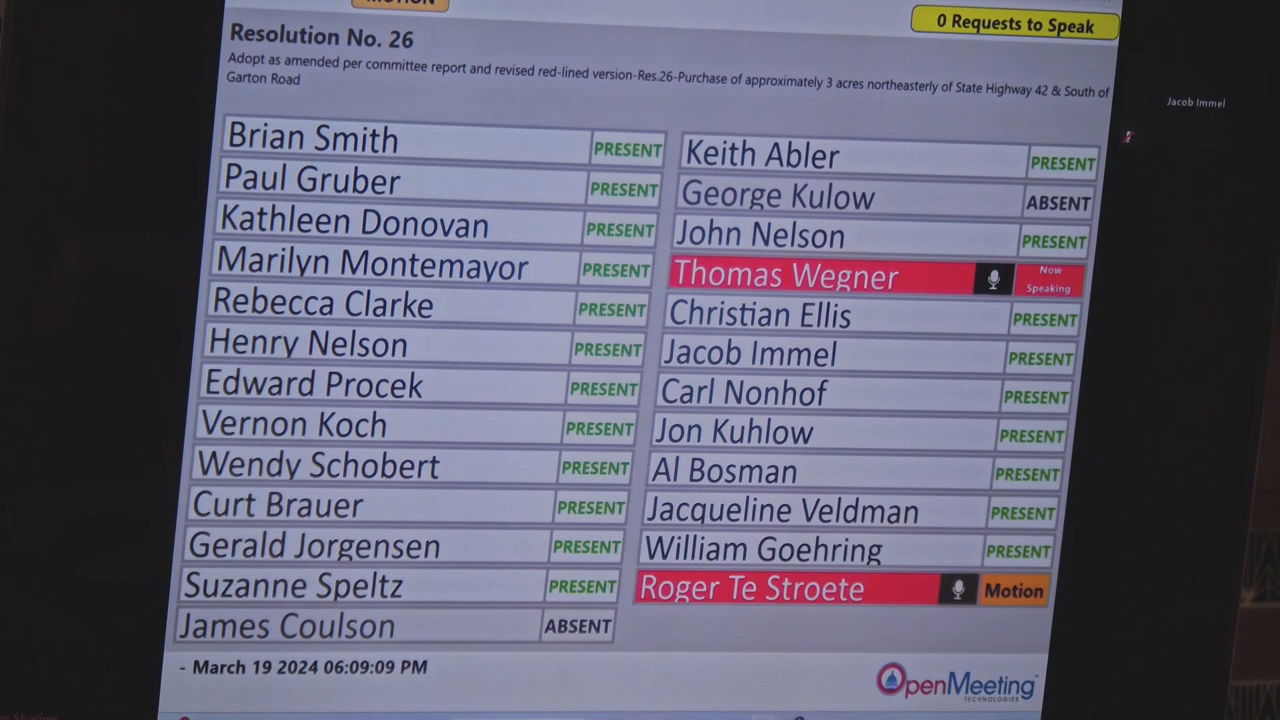 MOTION
0 Requests to Speak
Resolution No. 26
Adopt as amended per committee report and revised red-lined version-Res.26-Purchase of approximately 3 acres northeasterly of State Highway 42 & South of
Garton Road
Jacob Immel
Brian Smith PRESENT
Paul Gruber PRESENT
Kathleen Donovan PRESENT
Marilyn Montemayor PRESENT
Rebecca Clarke PRESENT
Henry Nelson PRESENT
Edward Procek PRESENT
Vernon Koch PRESENT
Wendy Schobert PRESENT
Curt Brauer PRESENT
Gerald Jorgensen PRESENT
Suzanne Speltz PRESENT
James Coulson ABSENT
Keith Abler PRESENT
George Kulow ABSENT
John Nelson PRESENT
Thomas Wegner Now
Speaking
Christian Ellis PRESENT
Jacob Immel PRESENT
Carl Nonhof PRESENT
Jon Kuhlow PRESENT
Al Bosman PRESENT
Jacqueline Veldman PRESENT
William Goehring PRESENT
Roger Te Stroete Motion
- March 19 2024 06:09:09 PM
OpenMeeting
TECHNOLOGIES